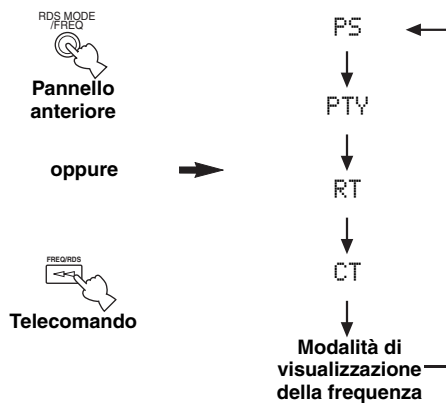 RDS MODE
/FREQ
Pannello
anteriore
oppure
FREQ/RDS
Telecomando
PS
PTY
RT
CT
Modalità di
visualizzazione
della frequenza